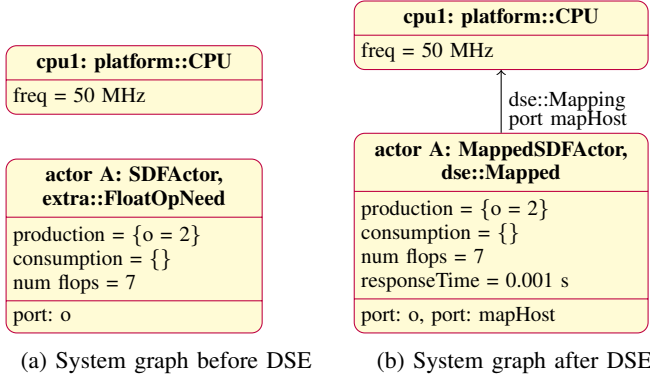 cpu1: platform::CPU
freq = 50 MHz
actor A: SDFActor,
extra::FloatOpNeed
production = {o = 2}
consumption = {}
num flops = 7
port: o
(a) System graph before DSE
cpu1: platform::CPU
freq = 50 MHz
dse::Mapping
port mapHost
actor A: MappedSDFActor,
dse::Mapped
production = {o = 2}
consumption = {}
num flops = 7
responseTime = 0.001 s
port: o, port: mapHost
(b) System graph after DSE